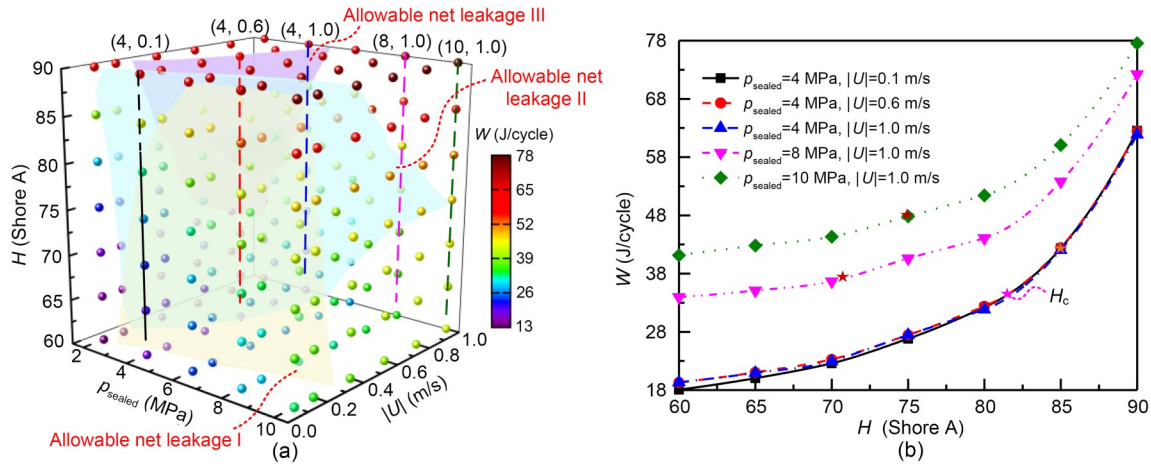 Allowable net leakage III
(4, 0.1)
(4, 0.6)
(4, 1.0)
(8, 1.0)
(10, 1.0)
Allowable net
leakage II
W (J/cycle)
78
65
52
39
26
13
H (Shore A)
90
85
80
75
70
65
60
2
4
6
8
10
p_sealed (MPa)
0.0
0.2
0.4
0.6
0.8
1.0
|U| (m/s)
Allowable net leakage I
(a)
W (J/cycle)
78
68
58
48
38
28
18
p_sealed=4 MPa, |U|=0.1 m/s
p_sealed=4 MPa, |U|=0.6 m/s
p_sealed=4 MPa, |U|=1.0 m/s
p_sealed=8 MPa, |U|=1.0 m/s
p_sealed=10 MPa, |U|=1.0 m/s
H_c
60
65
70
75
80
85
90
H (Shore A)
(b)